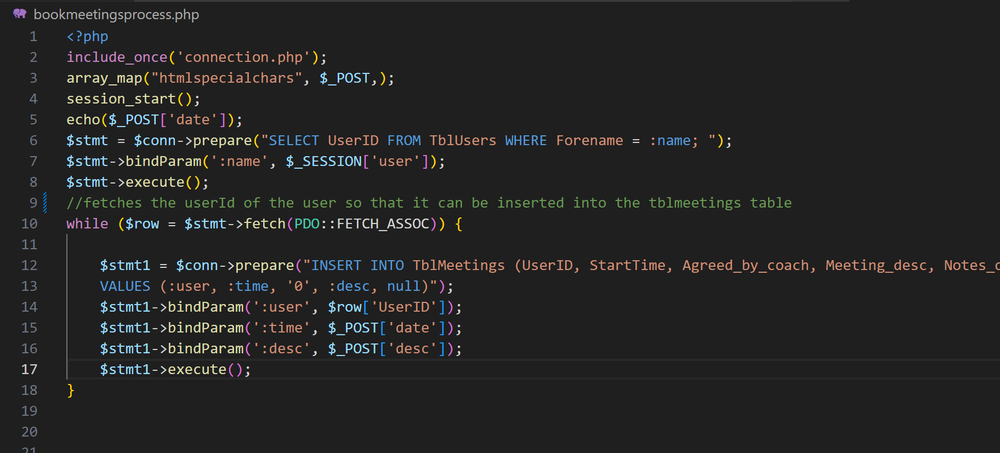 bookmeetingsprocess.php
1 <?php
2 include_once('connection.php');
3 array_map("htmlspecialchars", $_POST,);
4 session_start();
5 echo($_POST['date']);
6 $stmt = $conn->prepare("SELECT UserID FROM TblUsers WHERE Forename = :name; ");
7 $stmt->bindParam(':name', $_SESSION['user']);
8 $stmt->execute();
9 //fetches the userId of the user so that it can be inserted into the tblmeetings table
10 while ($row = $stmt->fetch(PDO::FETCH_ASSOC)) {
11
12 $stmt1 = $conn->prepare("INSERT INTO TblMeetings (UserID, StartTime, Agreed_by_coach, Meeting_desc,
13 VALUES (:user, :time, '0', :desc, null)");
14 $stmt1->bindParam(':user', $row['UserID']);
15 $stmt1->bindParam(':time', $_POST['date']);
16 $stmt1->bindParam(':desc', $_POST['desc']);
17 $stmt1->execute();
18 }
19
20
21